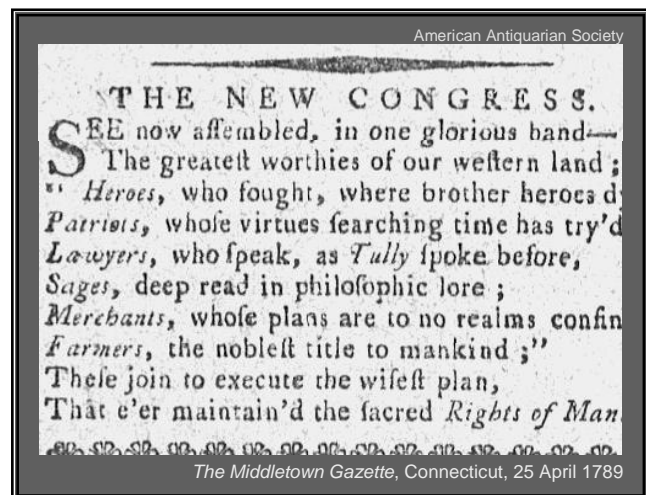 American Antiquarian Society
THE NEW CONGRESS.
SEE now aſſembled, in one glorious band—
The greateſt worthies of our weſtern land ;
" Heroes, who fought, where brother heroes d
Patriots, whoſe virtues ſearching time has try'd
Lawyers, who ſpeak, as Tully ſpoke before,
Sages, deep read in philoſophic lore ;
Merchants, whoſe plans are to no realms confin
Farmers, the nobleſt title to mankind ;"
Theſe join to execute the wiſeſt plan,
That e'er maintain'd the ſacred Rights of Man.
The Middletown Gazette, Connecticut, 25 April 1789